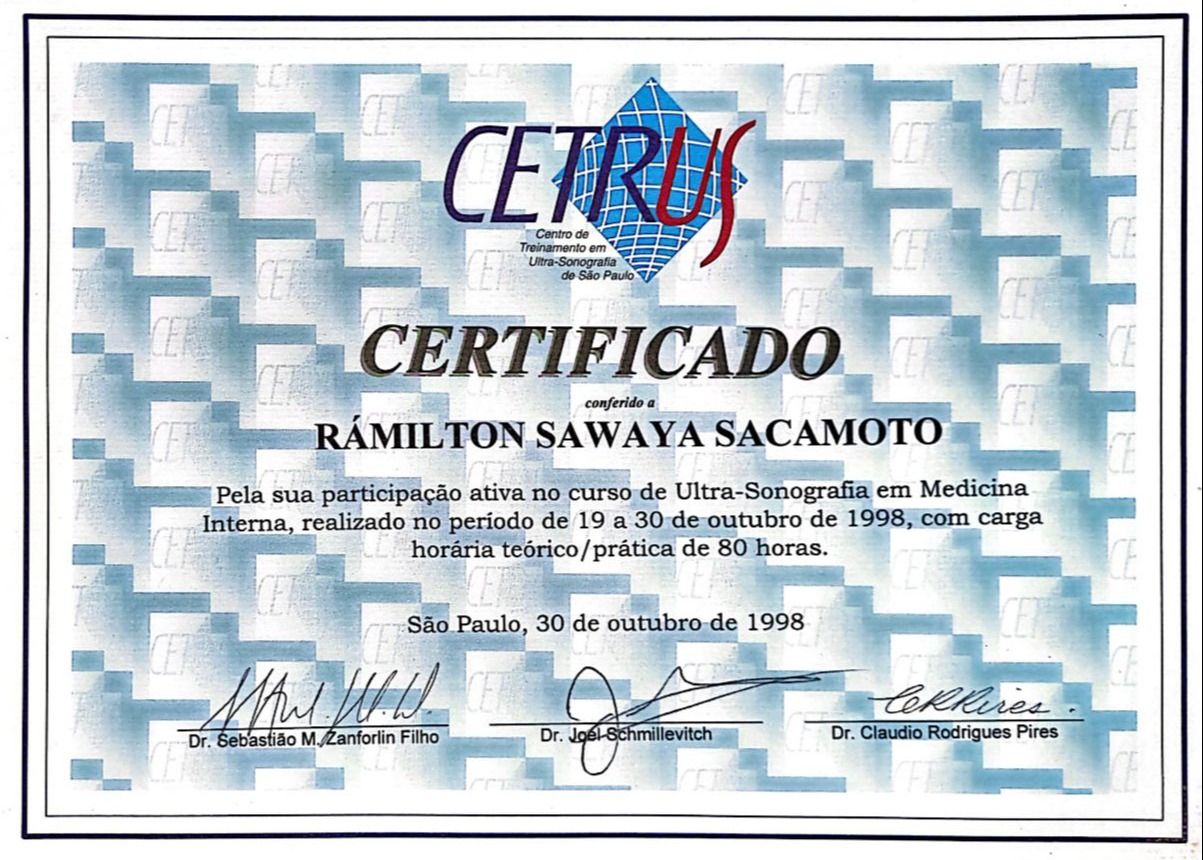 CETRUS
Centro de
Treinamento em
Ultra-Sonografia
de São Paulo
CERTIFICADO
conferido a
RÁMILTON SAWAYA SACAMOTO
Pela sua participação ativa no curso de Ultra-Sonografia em Medicina
Interna, realizado no período de 19 a 30 de outubro de 1998, com carga
horária teórico/prática de 80 horas.
São Paulo, 30 de outubro de 1998
Dr. Sebastião M. Zanforlin Filho
Dr. Joel Schmillevitch
Dr. Claudio Rodrigues Pires